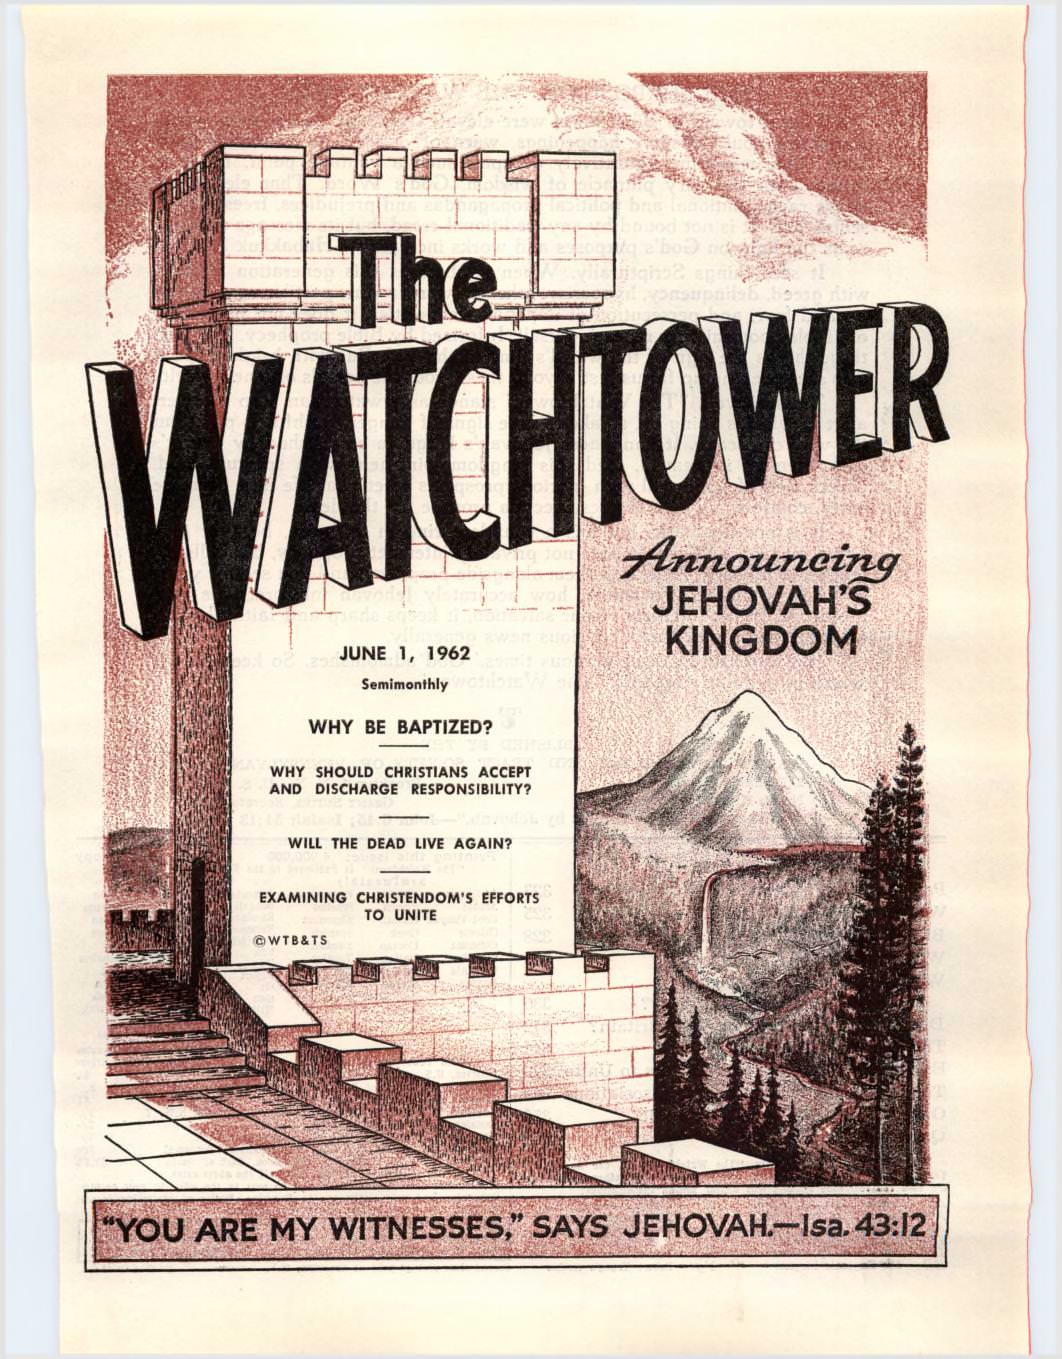 The
WATCHTOWER
Announcing
JEHOVAH'S
KINGDOM
JUNE 1, 1962
Semimonthly
WHY BE BAPTIZED?
WHY SHOULD CHRISTIANS ACCEPT
AND DISCHARGE RESPONSIBILITY?
WILL THE DEAD LIVE AGAIN?
EXAMINING CHRISTENDOM'S EFFORTS
TO UNITE
©WTB&TS
"YOU ARE MY WITNESSES," SAYS JEHOVAH.—Isa. 43:12